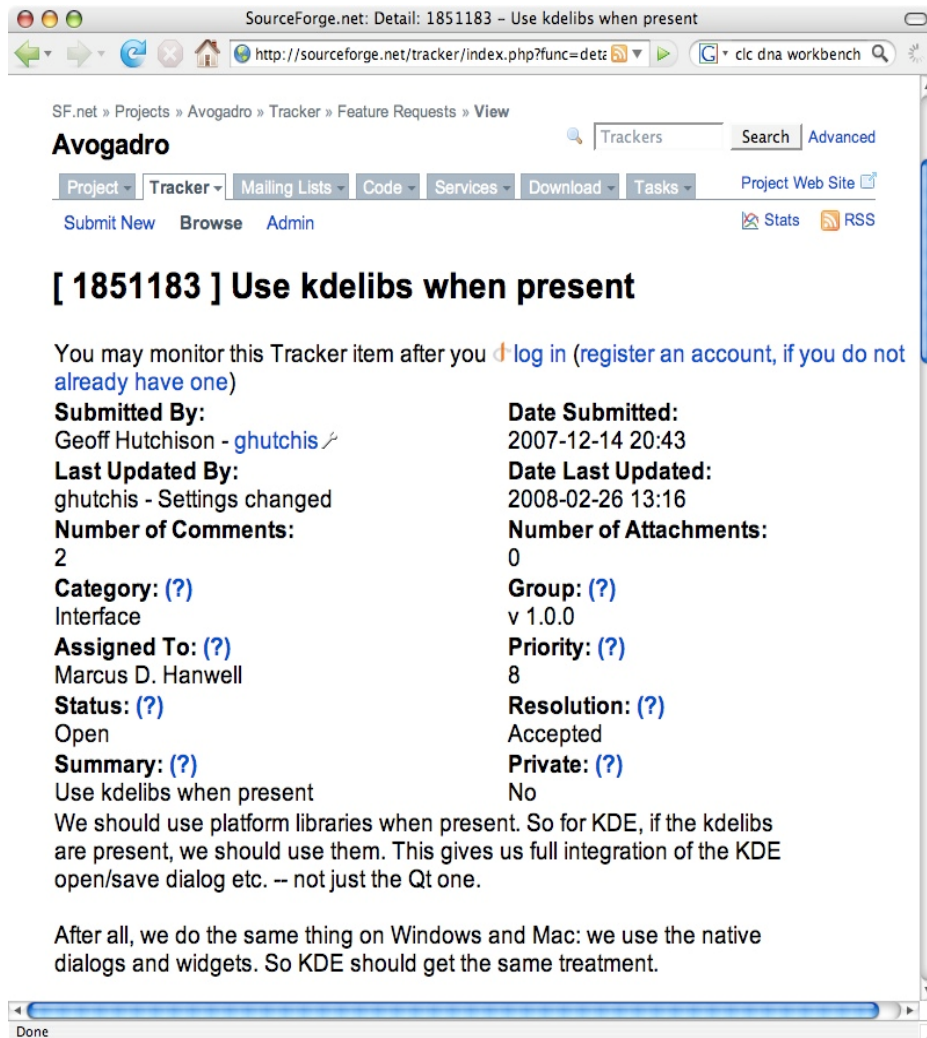 SourceForge.net: Detail: 1851183 – Use kdelibs when present
http://sourceforge.net/tracker/index.php?func=deta
G clc dna workbench
SF.net » Projects » Avogadro » Tracker » Feature Requests » View
Avogadro
Trackers Search Advanced
Project Tracker Mailing Lists Code Services Download Tasks Project Web Site
Submit New Browse Admin Stats RSS
[ 1851183 ] Use kdelibs when present
You may monitor this Tracker item after you log in (register an account, if you do not
already have one)
Submitted By: Date Submitted:
Geoff Hutchison - ghutchis 2007-12-14 20:43
Last Updated By: Date Last Updated:
ghutchis - Settings changed 2008-02-26 13:16
Number of Comments: Number of Attachments:
2 0
Category: (?) Group: (?)
Interface v 1.0.0
Assigned To: (?) Priority: (?)
Marcus D. Hanwell 8
Status: (?) Resolution: (?)
Open Accepted
Summary: (?) Private: (?)
Use kdelibs when present No
We should use platform libraries when present. So for KDE, if the kdelibs
are present, we should use them. This gives us full integration of the KDE
open/save dialog etc. -- not just the Qt one.
After all, we do the same thing on Windows and Mac: we use the native
dialogs and widgets. So KDE should get the same treatment.
Done